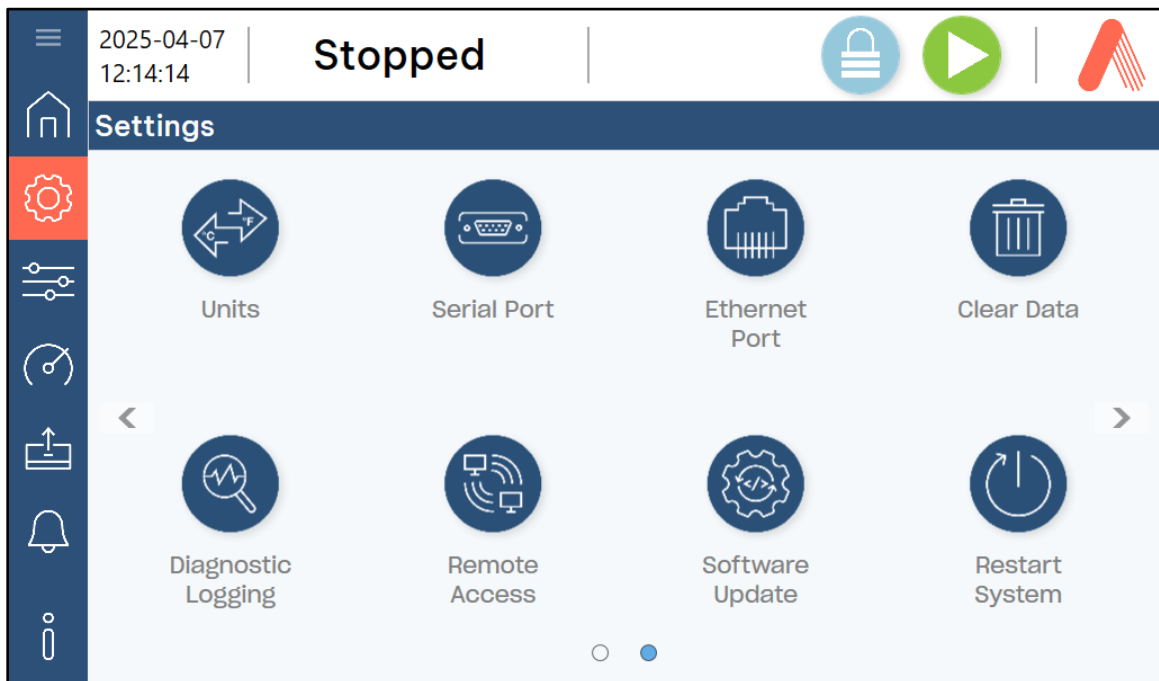 2025-04-07
12:14:14
Stopped
Settings
°C
°F
Units
Serial Port
Ethernet
Port
Clear Data
</>
Diagnostic
Logging
Remote
Access
Software
Update
Restart
System